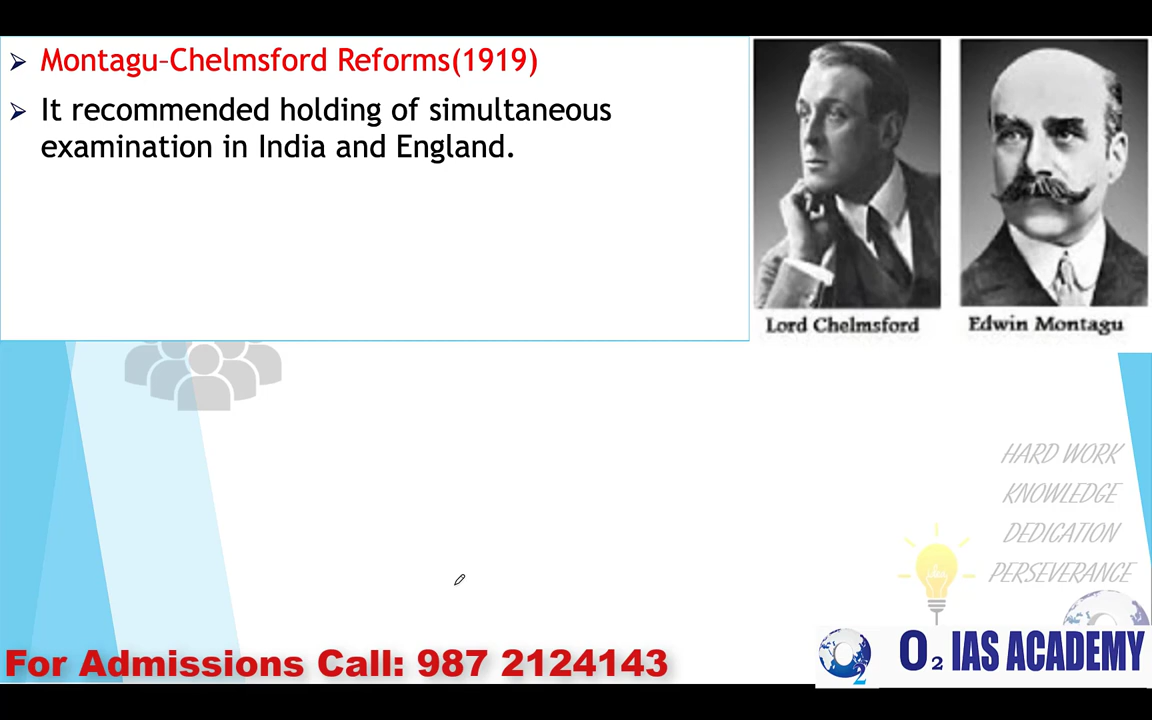 Montagu–Chelmsford Reforms(1919)
It recommended holding of simultaneous
examination in India and England.
Lord Chelmsford
Edwin Montagu
HARD WORK
KNOWLEDGE
DEDICATION
PERSEVERANCE
For Admissions Call: 987 2124143
O2 IAS ACADEMY